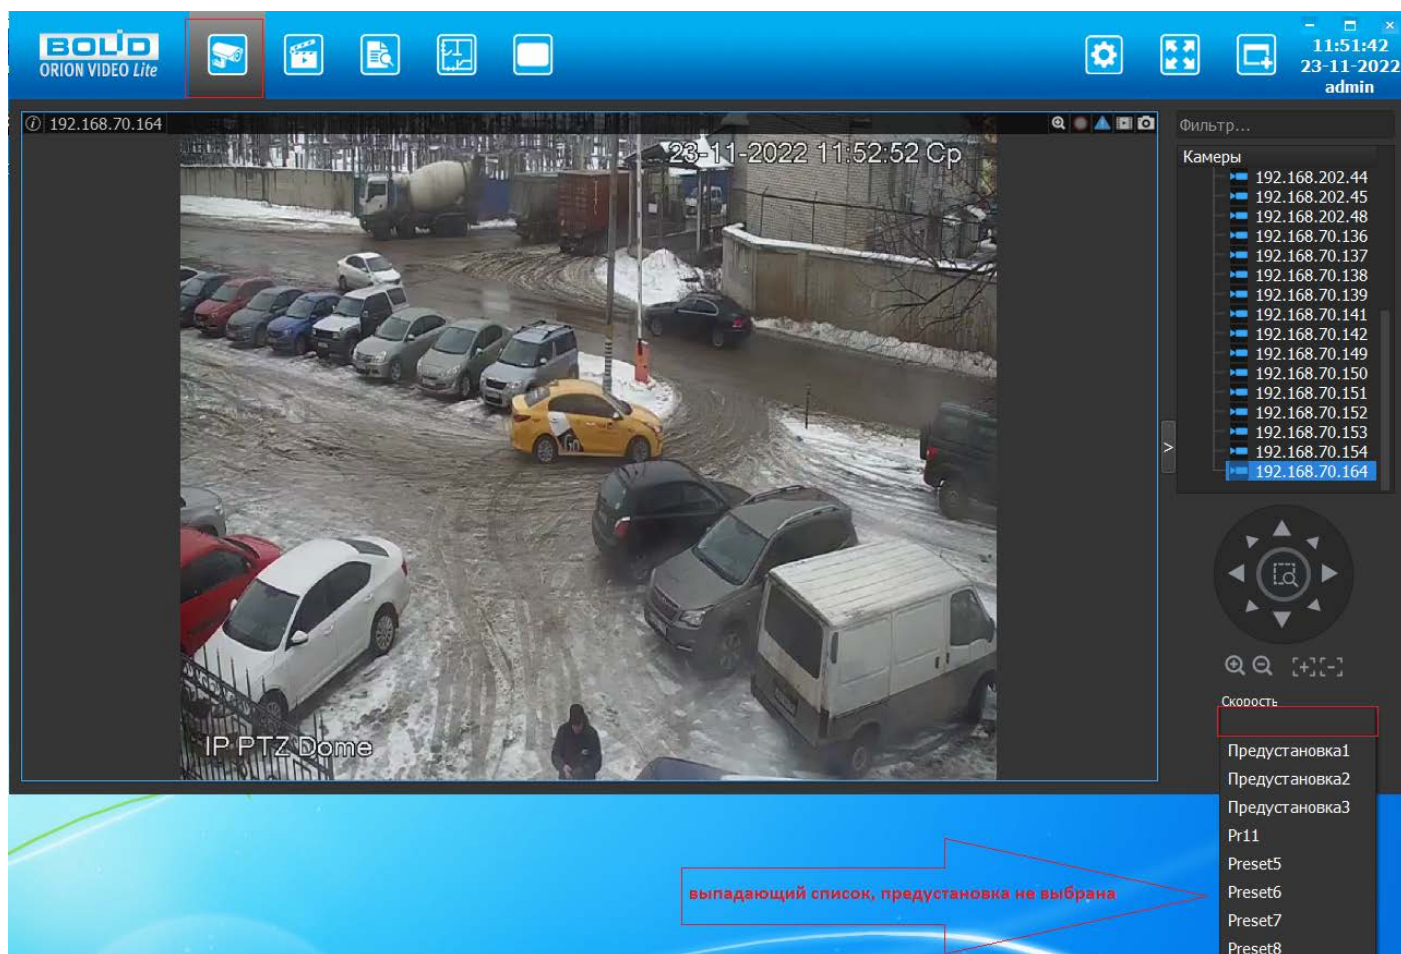 BOLID
ORION VIDEO Lite
11:51:42
23-11-2022
admin
192.168.70.164
23-11-2022 11:52:52 Ср
Go
IP PTZ Dome
Фильтр...
Камеры
192.168.202.44
192.168.202.45
192.168.202.48
192.168.70.136
192.168.70.137
192.168.70.138
192.168.70.139
192.168.70.141
192.168.70.142
192.168.70.149
192.168.70.150
192.168.70.151
192.168.70.152
192.168.70.153
192.168.70.154
192.168.70.164
>
Скорость
Предустановка1
Предустановка2
Предустановка3
Pr11
Preset5
Preset6
Preset7
Preset8
выпадающий список, предустановка не выбрана